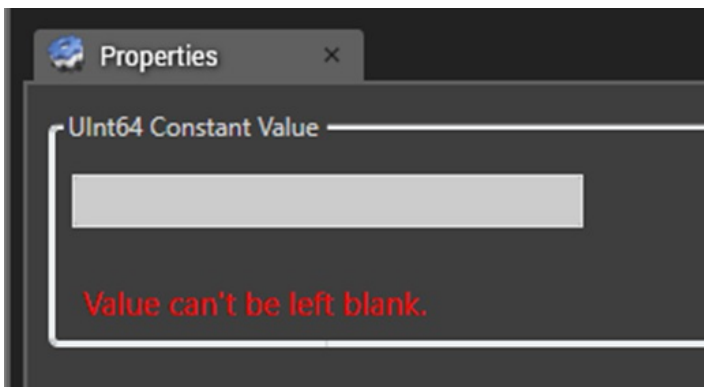 Properties
UInt64 Constant Value
Value can't be left blank.